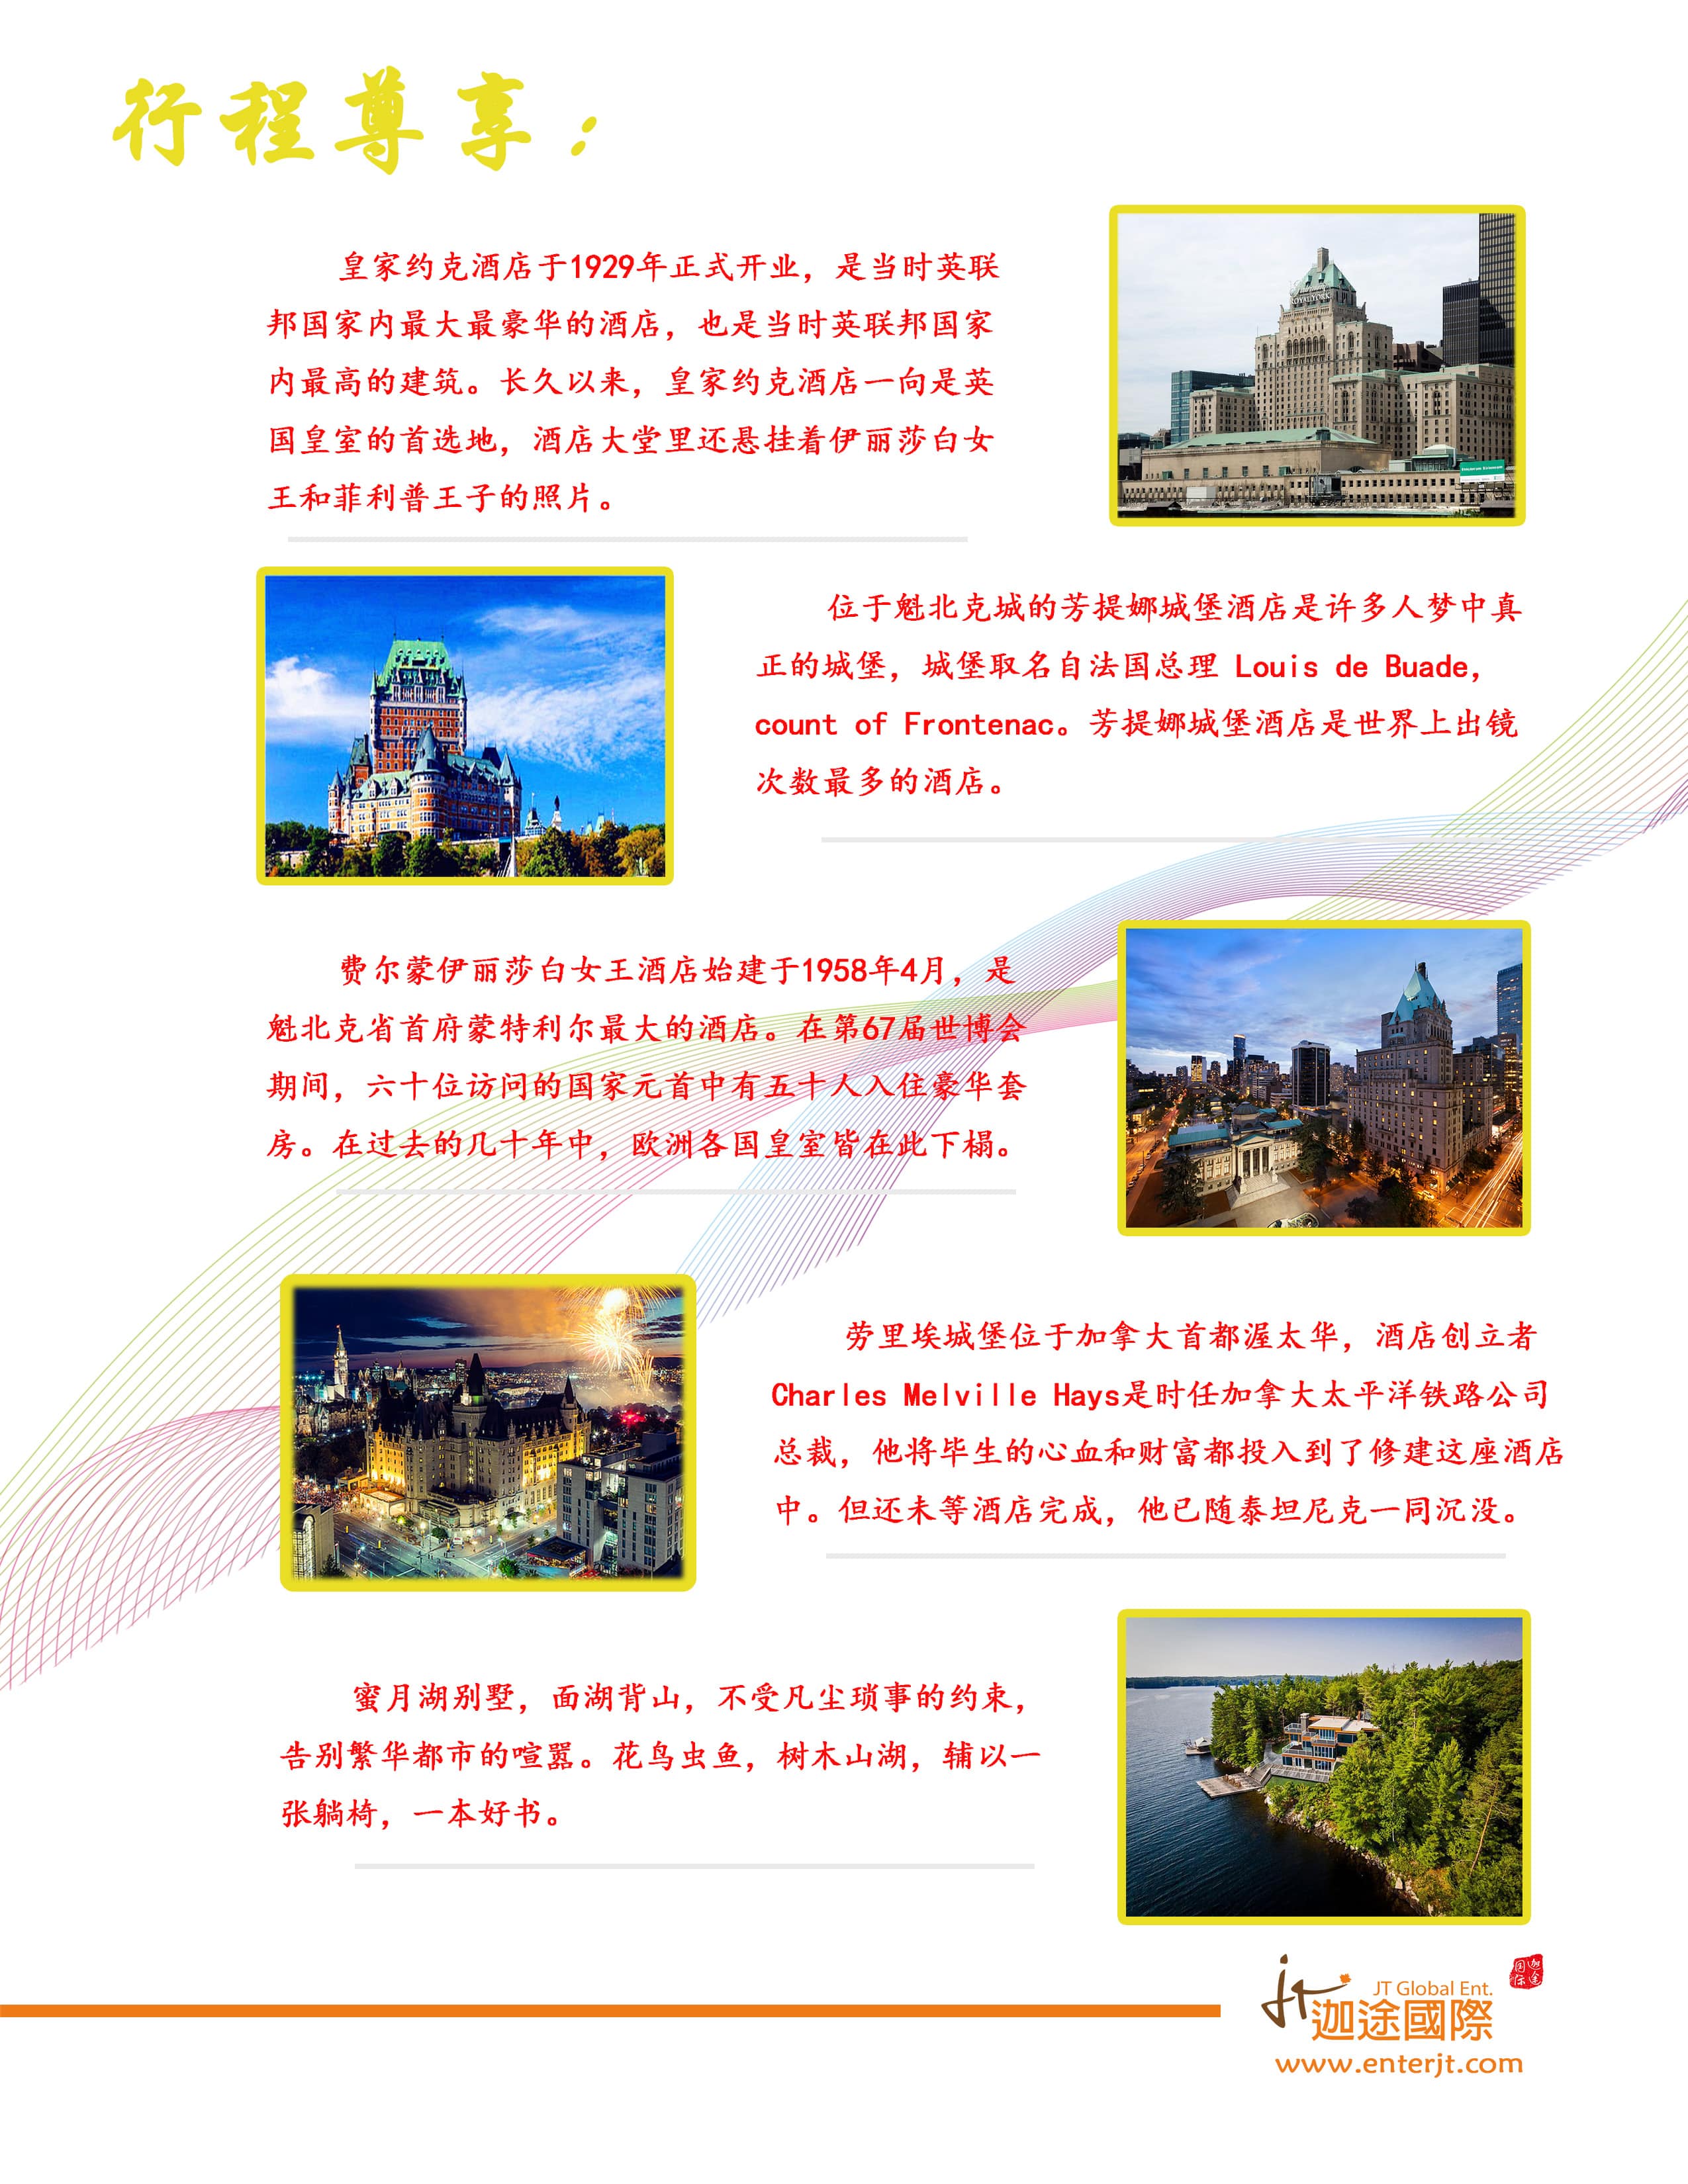 行程尊享：
皇家约克酒店于1929年正式开业，是当时英联
邦国家内最大最豪华的酒店，也是当时英联邦国家
内最高的建筑。长久以来，皇家约克酒店一向是英
国皇室的首选地，酒店大堂里还悬挂着伊丽莎白女
王和菲利普王子的照片。
ROYAL YORK
位于魁北克城的芳提娜城堡酒店是许多人梦中真
正的城堡，城堡取名自法国总理 Louis de Buade，
count of Frontenac。芳提娜城堡酒店是世界上出镜
次数最多的酒店。
费尔蒙伊丽莎白女王酒店始建于1958年4月，是
魁北克省首府蒙特利尔最大的酒店。在第67届世博会
期间，六十位访问的国家元首中有五十人入住豪华套
房。在过去的几十年中，欧洲各国皇室皆在此下榻。
劳里埃城堡位于加拿大首都渥太华，酒店创立者
Charles Melville Hays是时任加拿大太平洋铁路公司
总裁，他将毕生的心血和财富都投入到了修建这座酒店
中。但还未等酒店完成，他已随泰坦尼克一同沉没。
蜜月湖别墅，面湖背山，不受凡尘琐事的约束，
告别繁华都市的喧嚣。花鸟虫鱼，树木山湖，辅以一
张躺椅，一本好书。
jt JT Global Ent.
迦途國際
迦途国际
www.enterjt.com